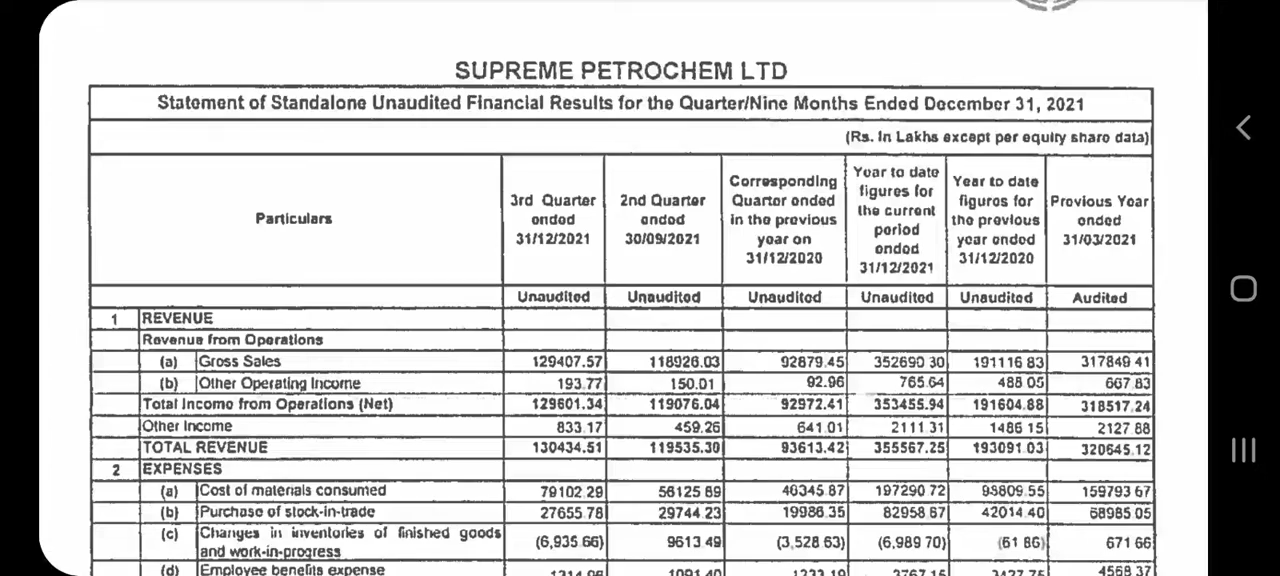 SUPREME PETROCHEM LTD
Statement of Standalone Unaudited Financial Results for the Quarter/Nine Months Ended December 31, 2021
(Rs. In Lakhs except per equity share data)
Particulars
3rd Quarter ended 31/12/2021
2nd Quarter ended 30/09/2021
Corresponding Quarter ended in the previous year on 31/12/2020
Year to date figures for the current period ended 31/12/2021
Year to date figures for the previous year ended 31/12/2020
Previous Year ended 31/03/2021
Unaudited Unaudited Unaudited Unaudited Unaudited Audited
1 REVENUE
Revenue from Operations
(a) Gross Sales 129407.57 118926.03 92879.45 352690.30 191116 83 317849 41
(b) Other Operating Income 193.77 150.01 92.96 765.64 488 05 667 83
Total Income from Operations (Net) 129601.34 119076.04 92972.41 353455.94 191604.88 318517.24
Other Income 833.17 459.26 641.01 2111.31 1486 15 2127 88
TOTAL REVENUE 130434.51 119535.30 93613.42 355567.25 193091.03 320645.12
2 EXPENSES
(a) Cost of materials consumed 79102.29 56125 89 46345.87 197290 72 98809.55 159793 67
(b) Purchase of stock-in-trade 27655.78 29744.23 19986.35 82958 67 42014.40 68985 05
(c) Changes in inventories of finished goods and work-in-progress (6,935 66) 9613.49 (3,528 63) (6,989 70) (61 86) 671 66
(d) Employee benefits expense 4568 37